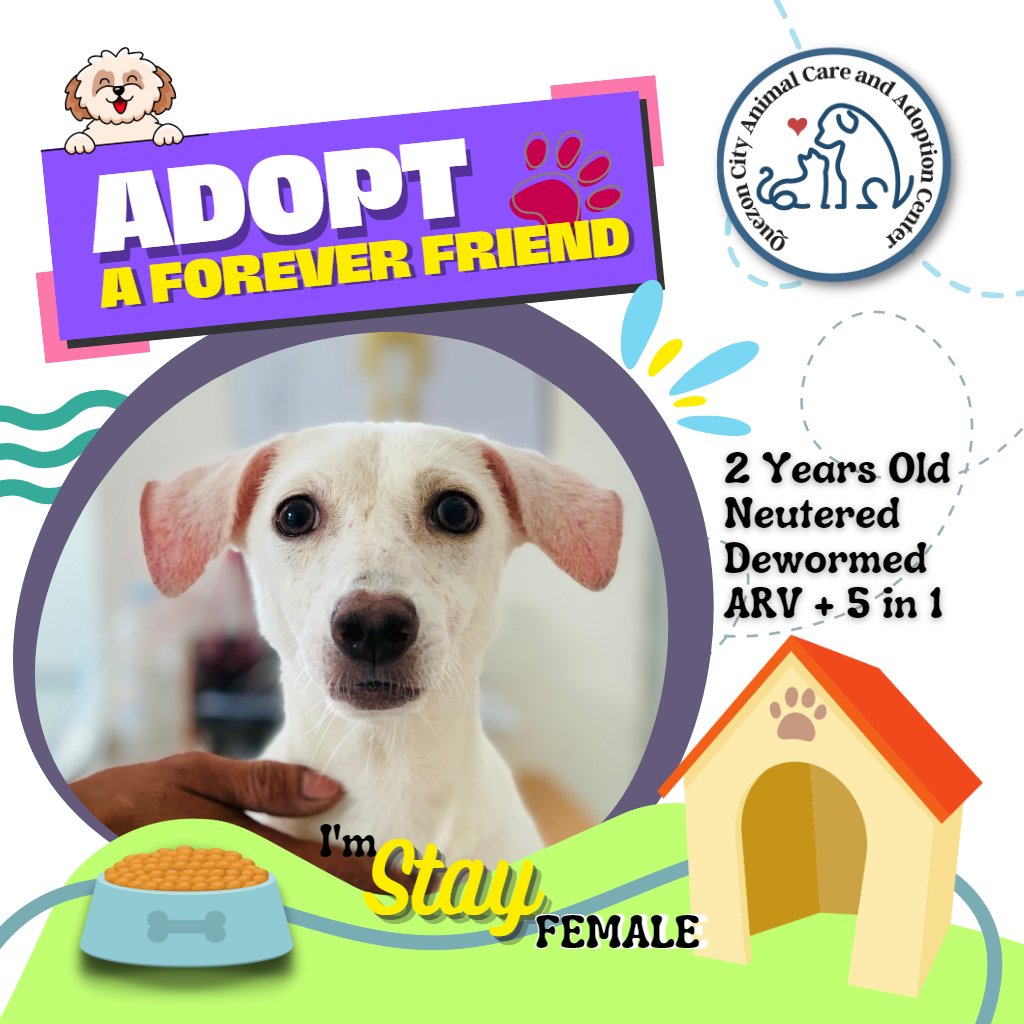 ADOPT
A FOREVER FRIEND
Quezon City Animal Care and Adoption Center
2 Years Old
Neutered
Dewormed
ARV + 5 in 1
I'm
Stay
FEMALE